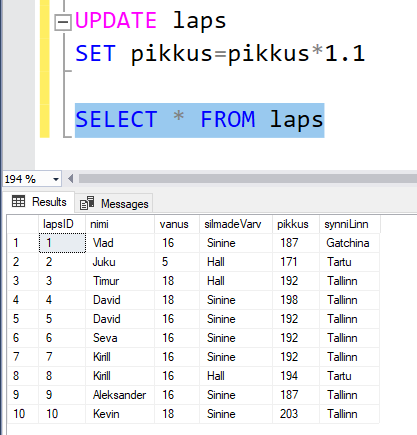 UPDATE laps
SET pikkus=pikkus*1.1
SELECT * FROM laps
194 %
Results Messages
lapsID nimi vanus silmadeVarv pikkus synniLinn
1 1 Vlad 16 Sinine 187 Gatchina
2 2 Juku 5 Hall 171 Tartu
3 3 Timur 18 Hall 192 Tallinn
4 4 David 18 Sinine 198 Tallinn
5 5 David 16 Sinine 192 Tallinn
6 6 Seva 16 Sinine 192 Tallinn
7 7 Kirill 16 Sinine 192 Tallinn
8 8 Kirill 16 Hall 194 Tartu
9 9 Aleksander 16 Sinine 187 Tallinn
10 10 Kevin 18 Sinine 203 Tallinn